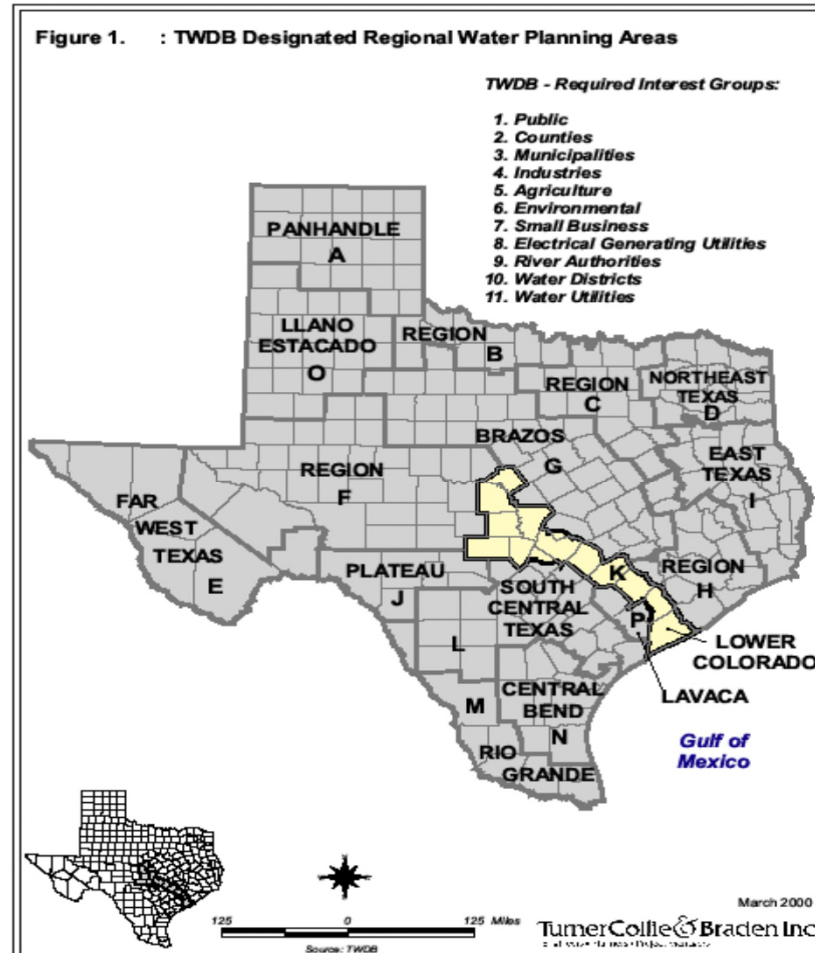 Figure 1. : TWDB Designated Regional Water Planning Areas
TWDB - Required Interest Groups:
1. Public
2. Counties
3. Municipalities
4. Industries
5. Agriculture
6. Environmental
7. Small Business
8. Electrical Generating Utilities
9. River Authorities
10. Water Districts
11. Water Utilities
PANHANDLE
A
LLANO
ESTACADO
O
REGION
B
REGION
C
NORTHEAST
TEXAS
D
BRAZOS
G
EAST
TEXAS
I
REGION
F
FAR
WEST
TEXAS
E
PLATEAU
J
K
REGION
H
SOUTH
CENTRAL
TEXAS
L
P
LOWER
COLORADO
LAVACA
CENTRAL
BEND
N
M
RIO
GRANDE
Gulf of
Mexico
March 2000
125 0 125 Miles
Source: TWDB
TurnerCollie&Braden Inc